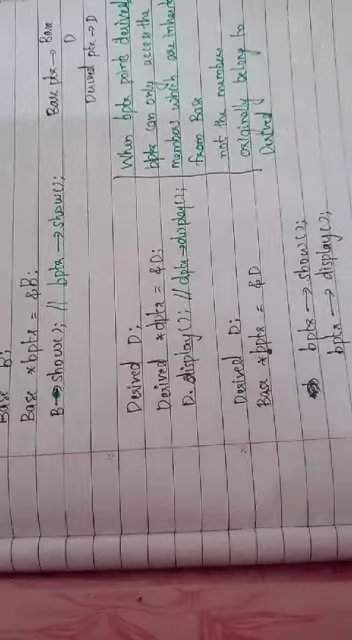 Base B;
Base *bptr = &B;
B→show(); // bptr → show();
Base ptr → Base
D
Derived ptr → D
Derived D;
Derived *dptr = &D;
D. display(); // dptr→display();
When bptr points derived
bptr can only access the
members which are inherit
from Base
not the members
originally belong to
Derived
Derived D;
Base *bptr = &D
bptr → show();
bptr → display();